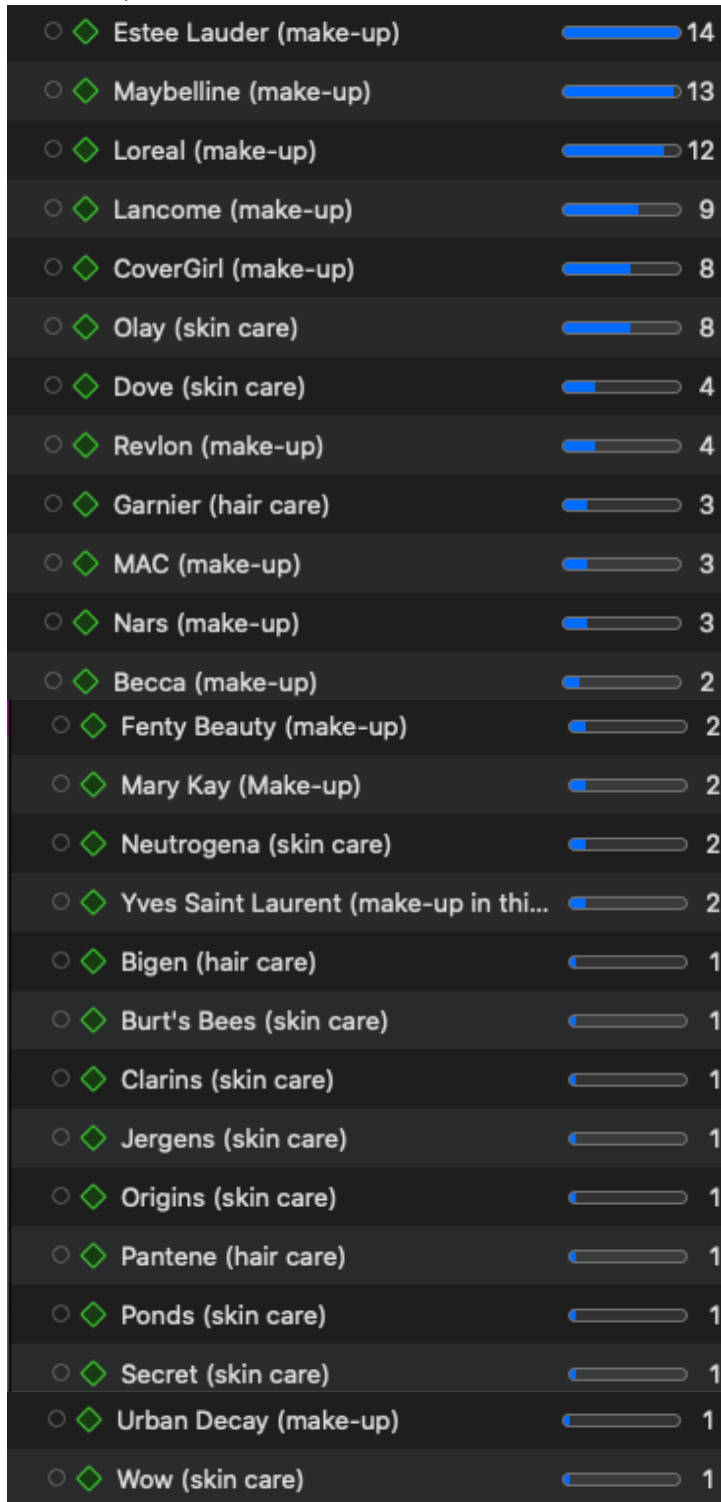 Estee Lauder (make-up) 14
Maybelline (make-up) 13
Loreal (make-up) 12
Lancome (make-up) 9
CoverGirl (make-up) 8
Olay (skin care) 8
Dove (skin care) 4
Revlon (make-up) 4
Garnier (hair care) 3
MAC (make-up) 3
Nars (make-up) 3
Becca (make-up) 2
Fenty Beauty (make-up) 2
Mary Kay (Make-up) 2
Neutrogena (skin care) 2
Yves Saint Laurent (make-up in thi... 2
Bigen (hair care) 1
Burt's Bees (skin care) 1
Clarins (skin care) 1
Jergens (skin care) 1
Origins (skin care) 1
Pantene (hair care) 1
Ponds (skin care) 1
Secret (skin care) 1
Urban Decay (make-up) 1
Wow (skin care) 1